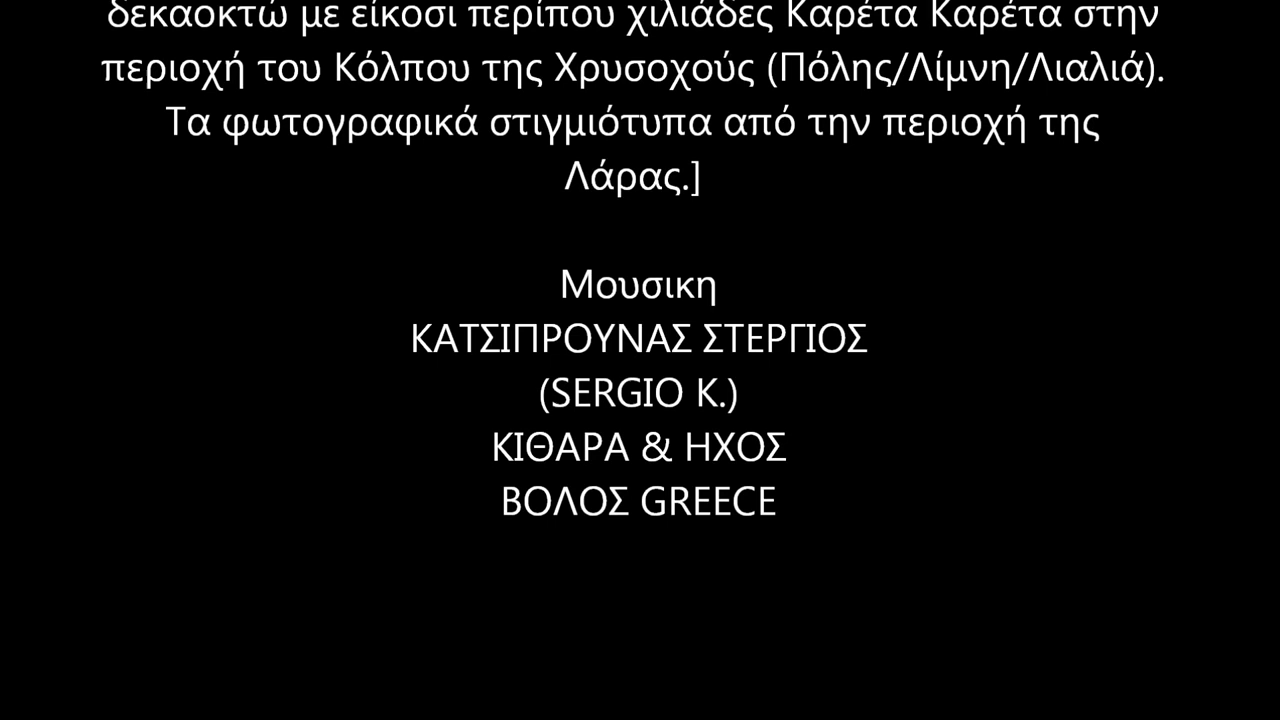 δεκαοκτώ με είκοσι περίπου χιλιάδες Καρέτα Καρέτα στην
περιοχή του Κόλπου της Χρυσοχούς (Πόλης/Λίμνη/Λιαλιά).
Τα φωτογραφικά στιγμιότυπα από την περιοχή της
Λάρας.]
Μουσικη
ΚΑΤΣΙΠΡΟΥΝΑΣ ΣΤΕΡΓΙΟΣ
(SERGIO K.)
ΚΙΘΑΡΑ & ΗΧΟΣ
ΒΟΛΟΣ GREECE